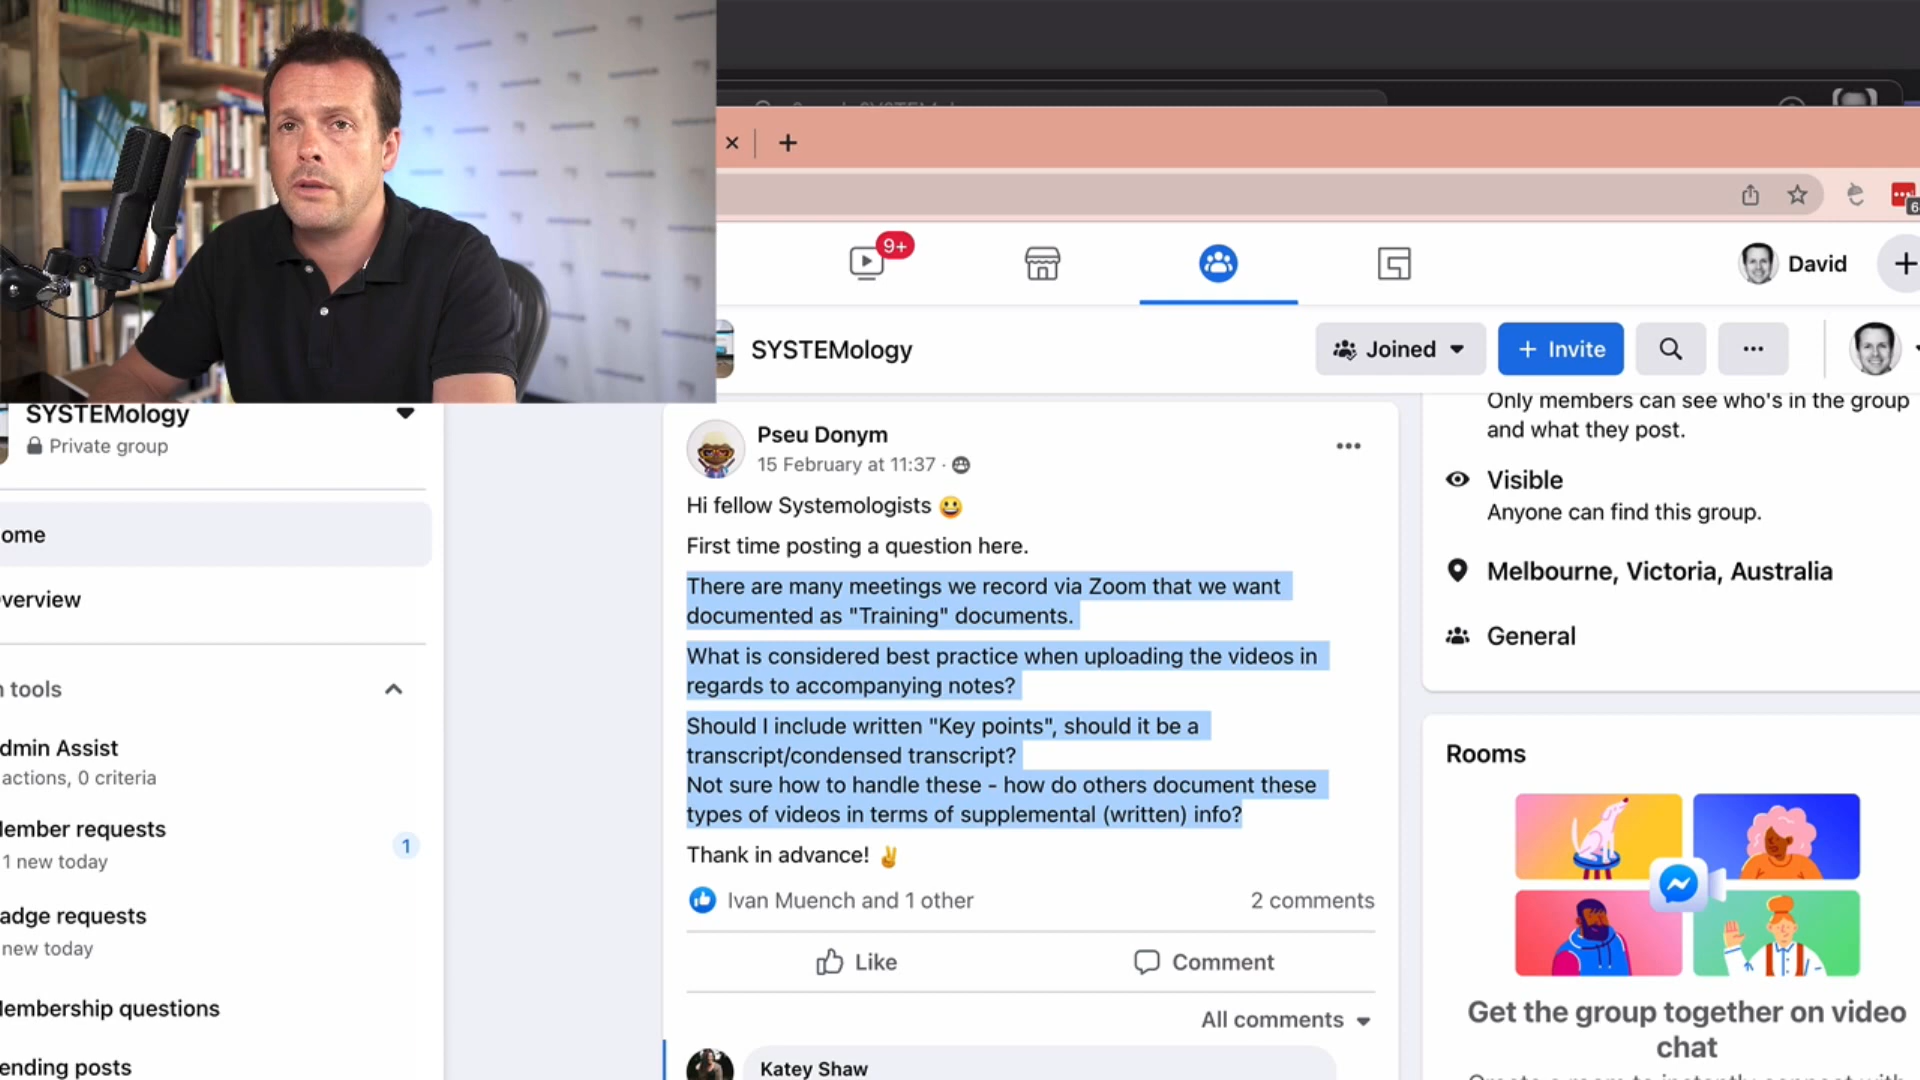 9+
David
SYSTEMology
Joined
+ Invite
SYSTEMology
Private group
ome
verview
tools
dmin Assist
actions, 0 criteria
ember requests
1 new today
1
adge requests
new today
embership questions
ending posts
Pseu Donym
15 February at 11:37 ·
Hi fellow Systemologists 😀
First time posting a question here.
There are many meetings we record via Zoom that we want
documented as "Training" documents.
What is considered best practice when uploading the videos in
regards to accompanying notes?
Should I include written "Key points", should it be a
transcript/condensed transcript?
Not sure how to handle these - how do others document these
types of videos in terms of supplemental (written) info?
Thank in advance! ✌
Ivan Muench and 1 other
2 comments
Like
Comment
All comments
Katey Shaw
Only members can see who's in the group
and what they post.
Visible
Anyone can find this group.
Melbourne, Victoria, Australia
General
Rooms
Get the group together on video
chat